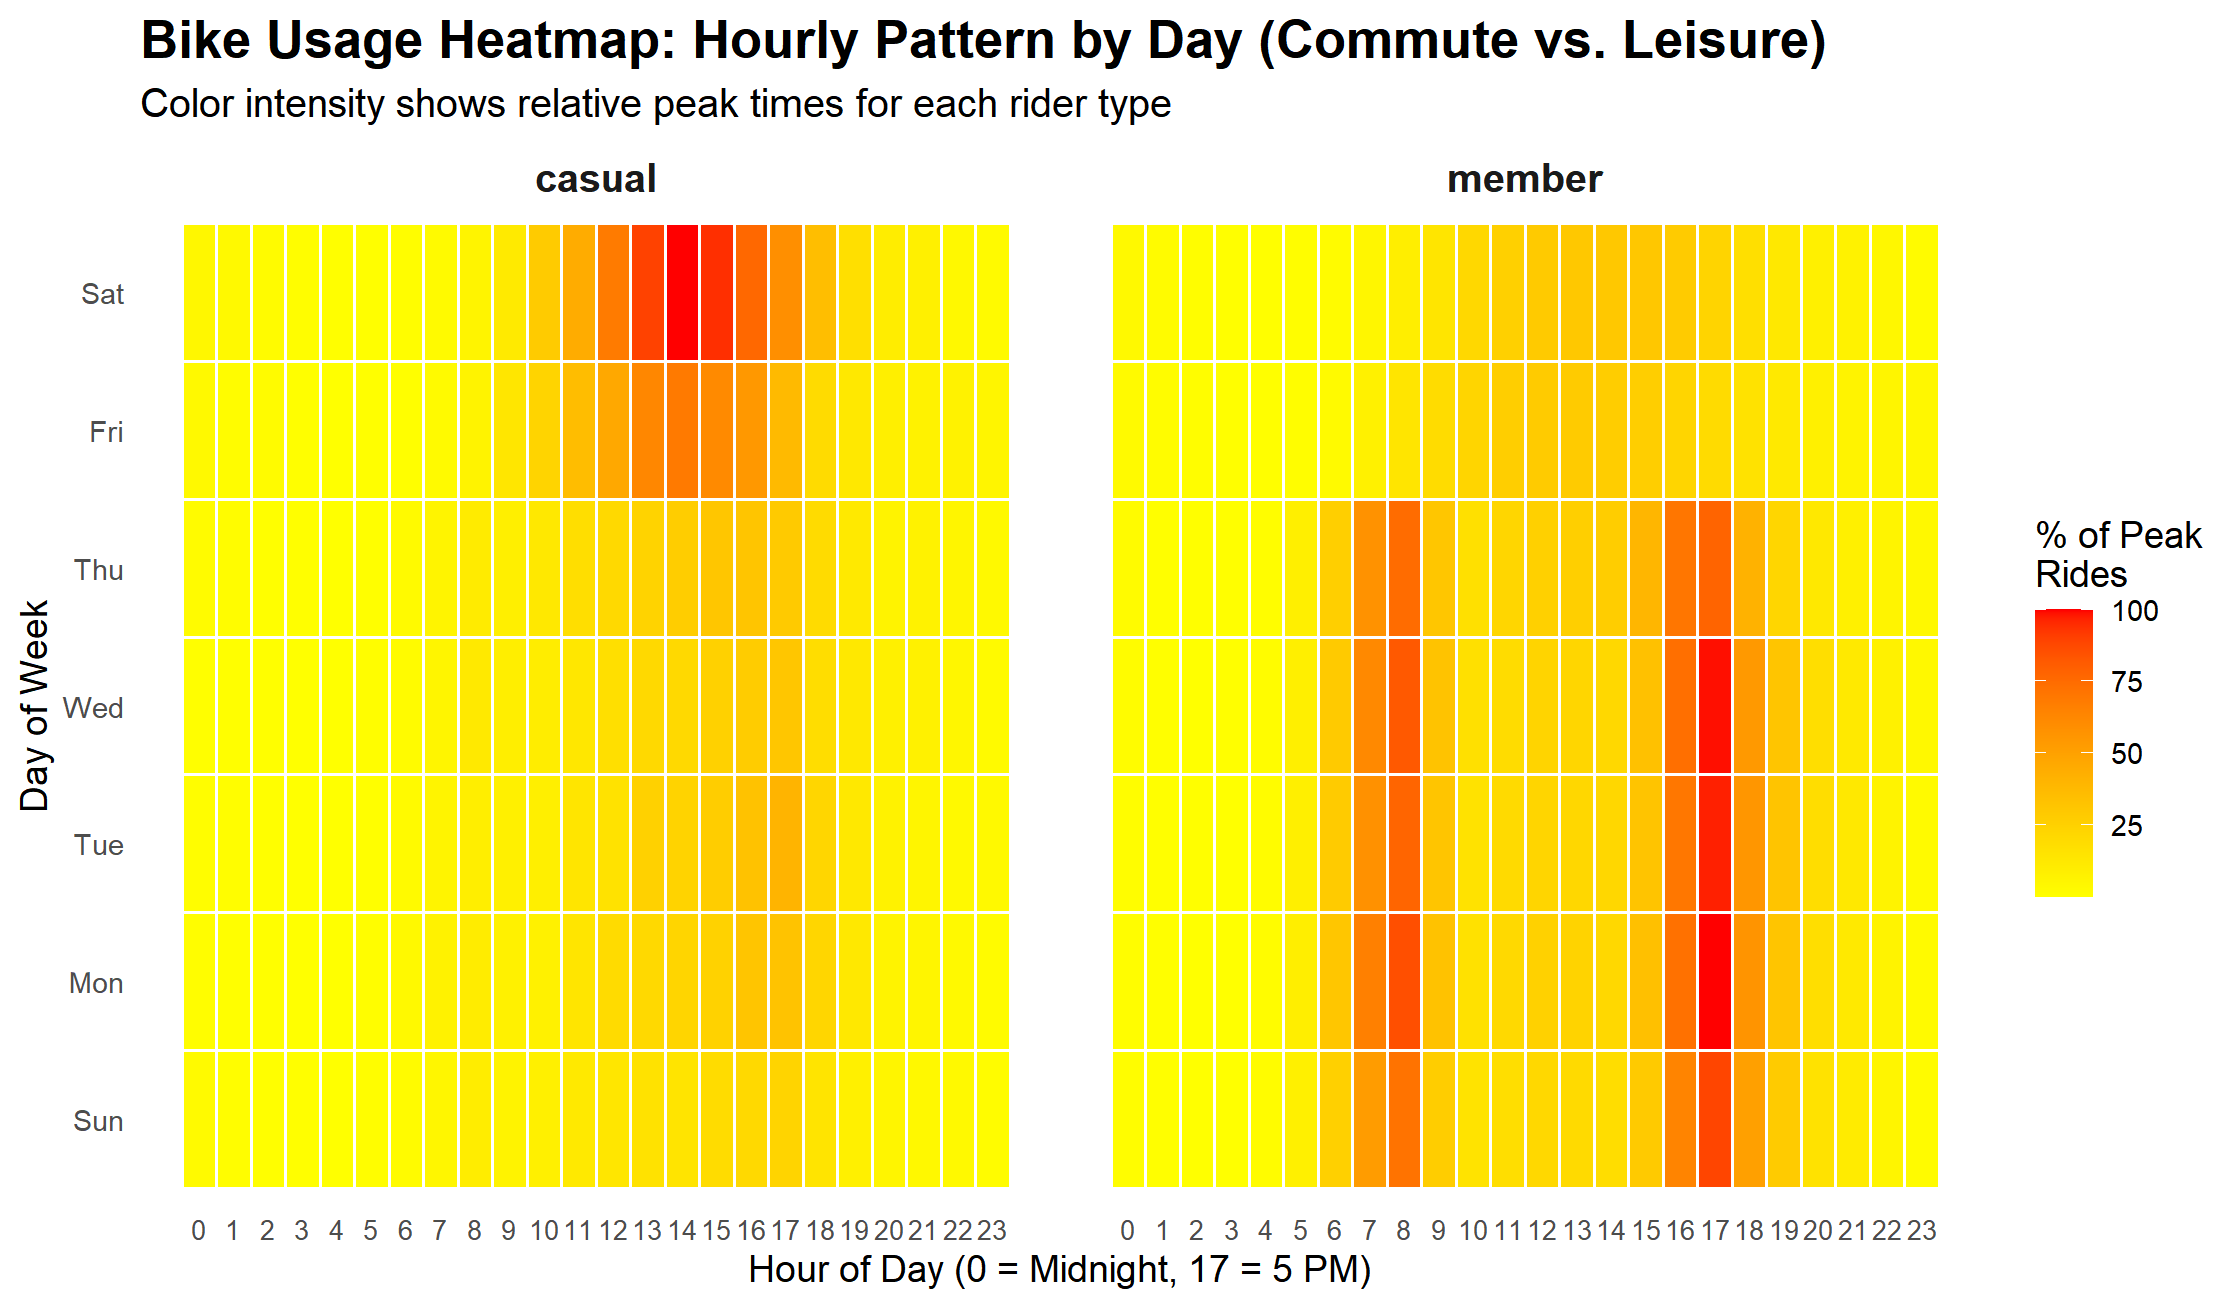 Bike Usage Heatmap: Hourly Pattern by Day (Commute vs. Leisure)
Color intensity shows relative peak times for each rider type
casual
member
Day of Week
Sat
Fri
Thu
Wed
Tue
Mon
Sun
0 1 2 3 4 5 6 7 8 9 10 11 12 13 14 15 16 17 18 19 20 21 22 23
0 1 2 3 4 5 6 7 8 9 10 11 12 13 14 15 16 17 18 19 20 21 22 23
Hour of Day (0 = Midnight, 17 = 5 PM)
% of Peak
Rides
100
75
50
25